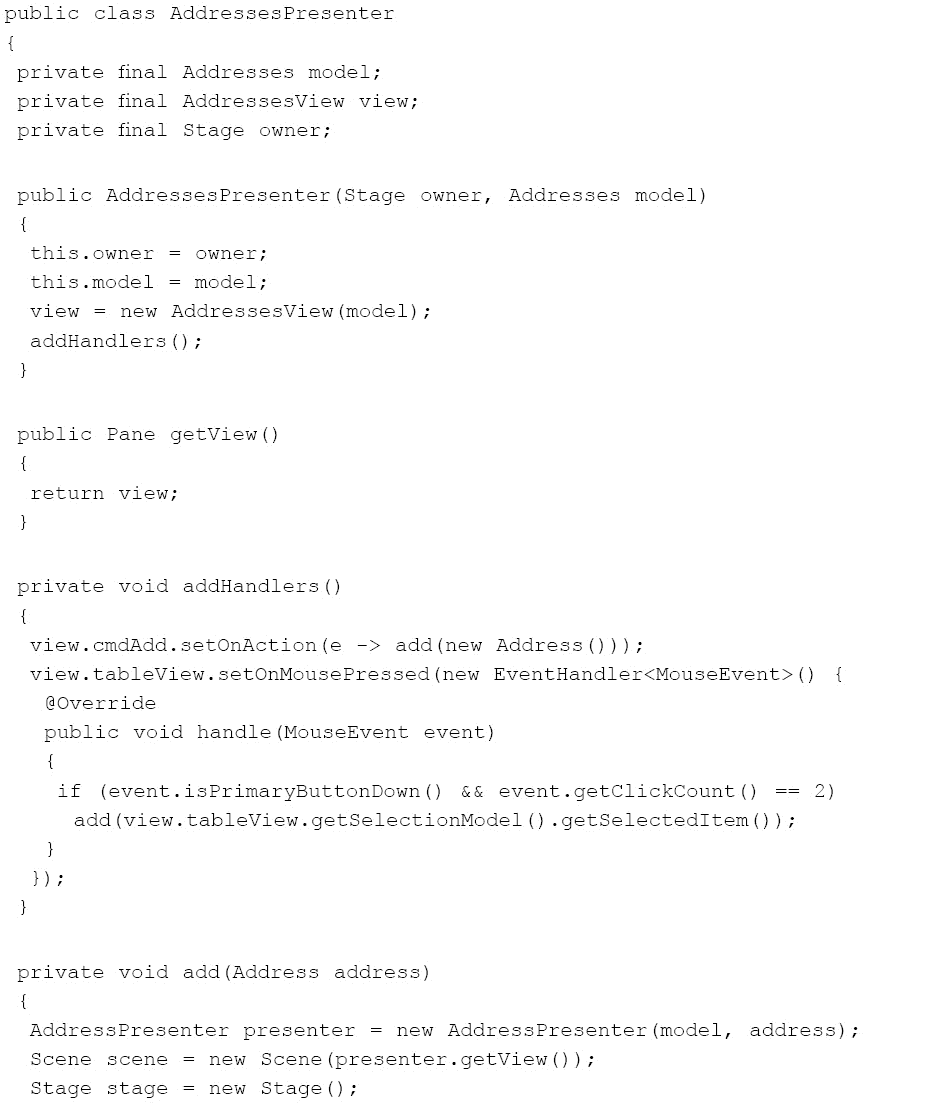 public class AddressesPresenter
{
private final Addresses model;
private final AddressesView view;
private final Stage owner;
public AddressesPresenter(Stage owner, Addresses model)
{
this.owner = owner;
this.model = model;
view = new AddressesView(model);
addHandlers();
}
public Pane getView()
{
return view;
}
private void addHandlers()
{
view.cmdAdd.setOnAction(e -> add(new Address()));
view.tableView.setOnMousePressed(new EventHandler<MouseEvent>() {
@Override
public void handle(MouseEvent event)
{
if (event.isPrimaryButtonDown() && event.getClickCount() == 2)
add(view.tableView.getSelectionModel().getSelectedItem());
}
});
}
private void add(Address address)
{
AddressPresenter presenter = new AddressPresenter(model, address);
Scene scene = new Scene(presenter.getView());
Stage stage = new Stage();